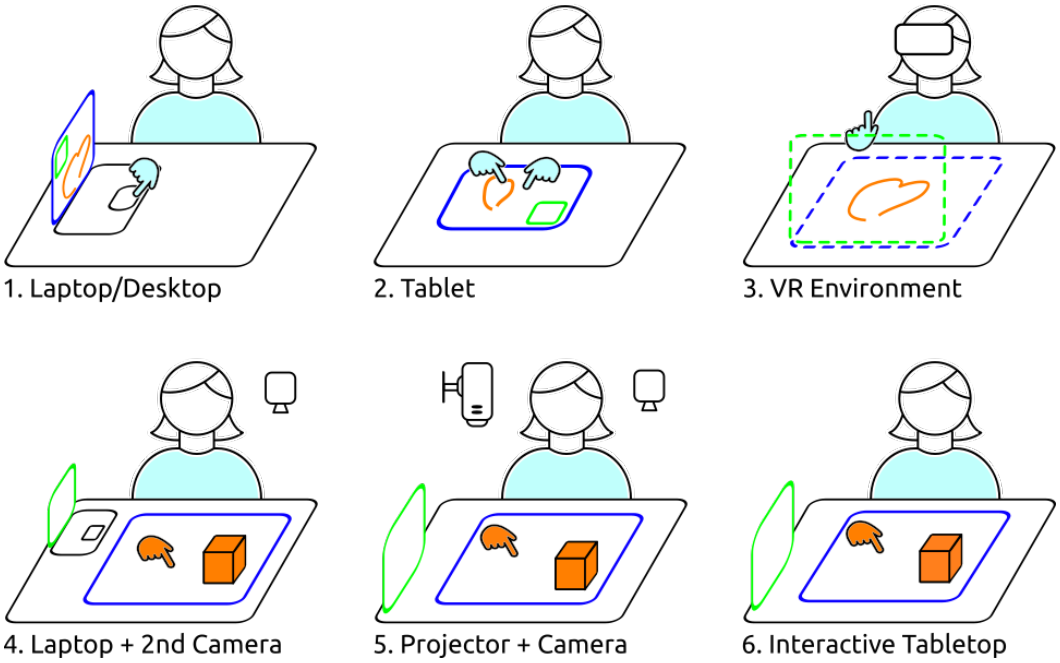 1. Laptop/Desktop
2. Tablet
3. VR Environment
4. Laptop + 2nd Camera
5. Projector + Camera
6. Interactive Tabletop